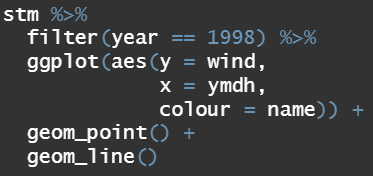 stm %>%
  filter(year == 1998) %>%
  ggplot(aes(y = wind,
             x = ymdh,
             colour = name)) +
  geom_point() +
  geom_line()